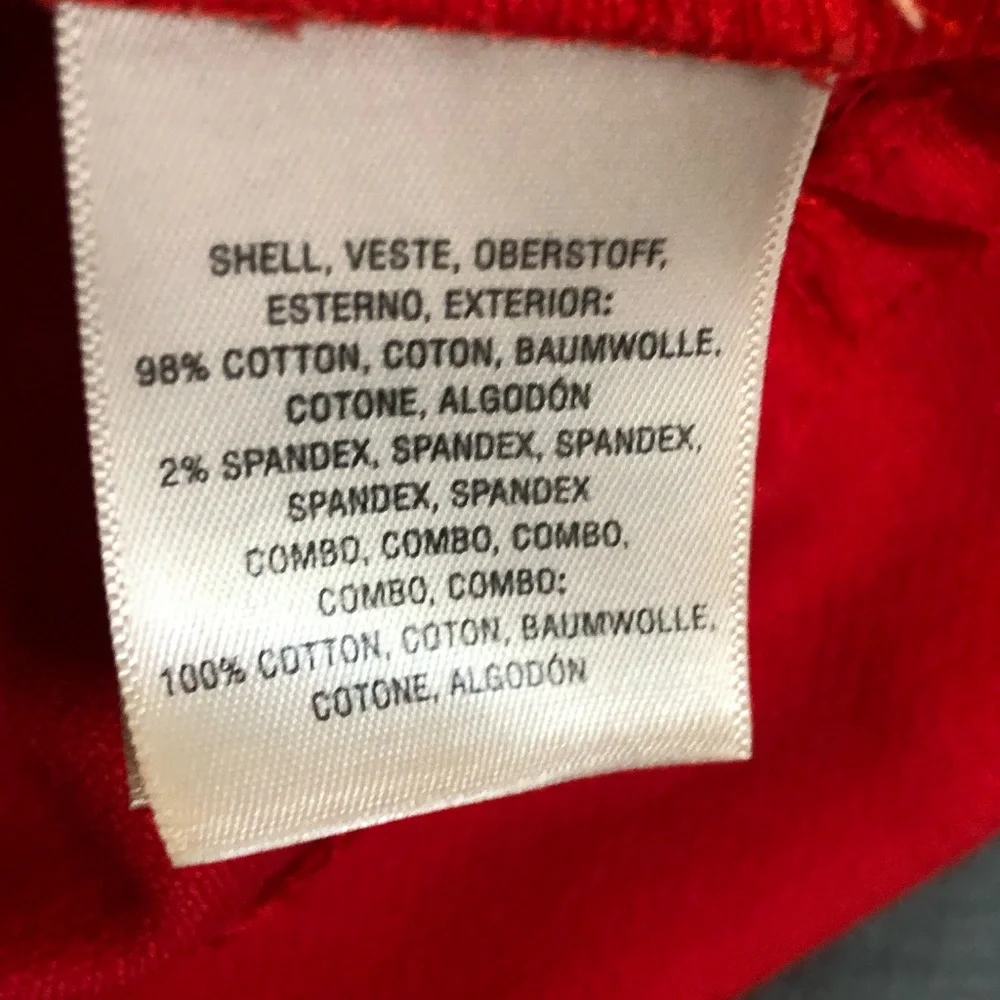 SHELL, VESTE, OBERSTOFF,
ESTERNO, EXTERIOR:
98% COTTON, COTON, BAUMWOLLE,
COTONE, ALGODÓN
2% SPANDEX, SPANDEX, SPANDEX,
SPANDEX, SPANDEX
COMBO, COMBO, COMBO,
COMBO, COMBO:
100% COTTON, COTON, BAUMWOLLE,
COTONE, ALGODÓN